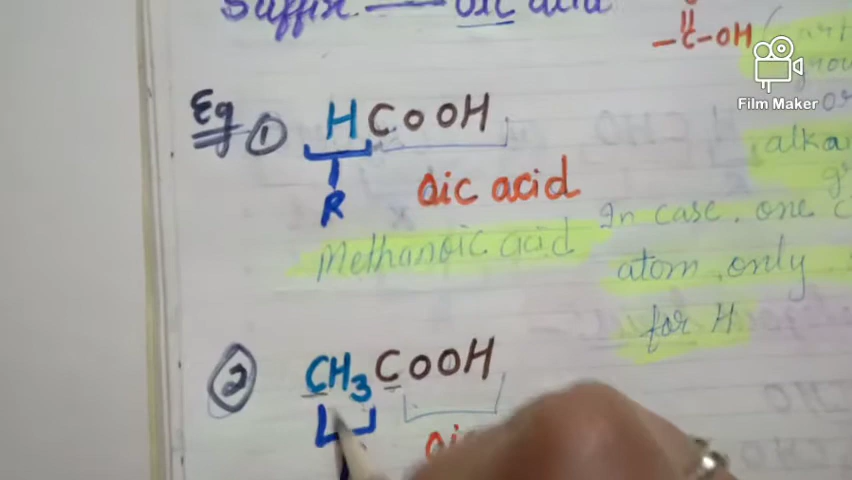 Suffix — oic acid
-C-OH
Film Maker
Eg ① HCOOH
R oic acid
Methanoic acid
In case, one C
atom, only
for H
② CH3COOH